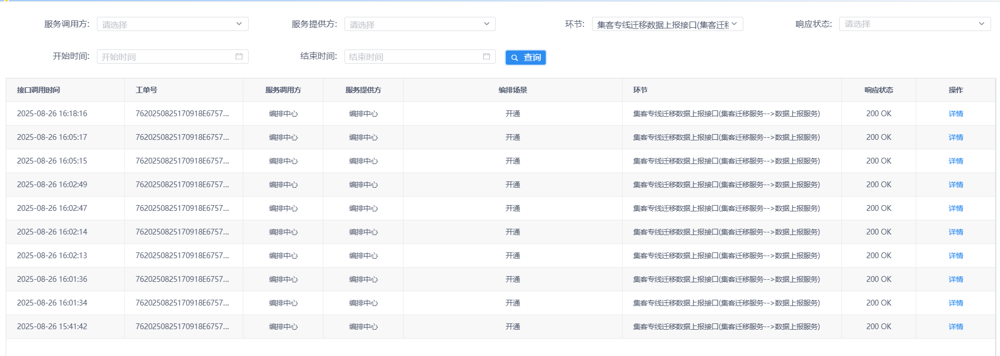 服务调用方: 请选择 服务提供方: 请选择 环节: 集客专线迁移数据上报接口(集客迁移 响应状态: 请选择
开始时间: 开始时间 结束时间: 结束时间 查询
接口调用时间 工单号 服务调用方 服务提供方 编排场景 环节 响应状态 操作
2025-08-26 16:18:16 7620250825170918E6757... 编排中心 编排中心 开通 集客专线迁移数据上报接口(集客迁移服务-->数据上报服务) 200 OK 详情
2025-08-26 16:05:17 7620250825170918E6757... 编排中心 编排中心 开通 集客专线迁移数据上报接口(集客迁移服务-->数据上报服务) 200 OK 详情
2025-08-26 16:05:15 7620250825170918E6757... 编排中心 编排中心 开通 集客专线迁移数据上报接口(集客迁移服务-->数据上报服务) 200 OK 详情
2025-08-26 16:02:49 7620250825170918E6757... 编排中心 编排中心 开通 集客专线迁移数据上报接口(集客迁移服务-->数据上报服务) 200 OK 详情
2025-08-26 16:02:47 7620250825170918E6757... 编排中心 编排中心 开通 集客专线迁移数据上报接口(集客迁移服务-->数据上报服务) 200 OK 详情
2025-08-26 16:02:14 7620250825170918E6757... 编排中心 编排中心 开通 集客专线迁移数据上报接口(集客迁移服务-->数据上报服务) 200 OK 详情
2025-08-26 16:02:13 7620250825170918E6757... 编排中心 编排中心 开通 集客专线迁移数据上报接口(集客迁移服务-->数据上报服务) 200 OK 详情
2025-08-26 16:01:36 7620250825170918E6757... 编排中心 编排中心 开通 集客专线迁移数据上报接口(集客迁移服务-->数据上报服务) 200 OK 详情
2025-08-26 16:01:34 7620250825170918E6757... 编排中心 编排中心 开通 集客专线迁移数据上报接口(集客迁移服务-->数据上报服务) 200 OK 详情
2025-08-26 15:41:42 7620250825170918E6757... 编排中心 编排中心 开通 集客专线迁移数据上报接口(集客迁移服务-->数据上报服务) 200 OK 详情